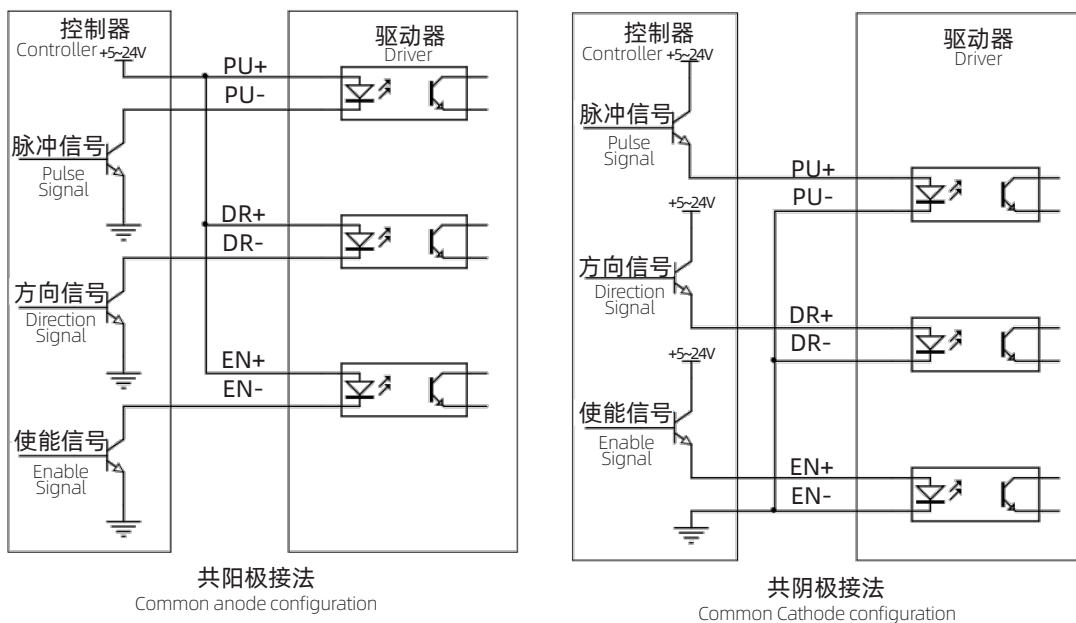 控制器
Controller
+5~24V
驱动器
Driver
PU+
PU-
脉冲信号
Pulse
Signal
DR+
DR-
方向信号
Direction
Signal
EN+
EN-
使能信号
Enable
Signal
共阳极接法
Common anode configuration
控制器
Controller
+5~24V
驱动器
Driver
脉冲信号
Pulse
Signal
PU+
PU-
+5~24V
方向信号
Direction
Signal
DR+
DR-
+5~24V
使能信号
Enable
Signal
EN+
EN-
共阴极接法
Common Cathode configuration